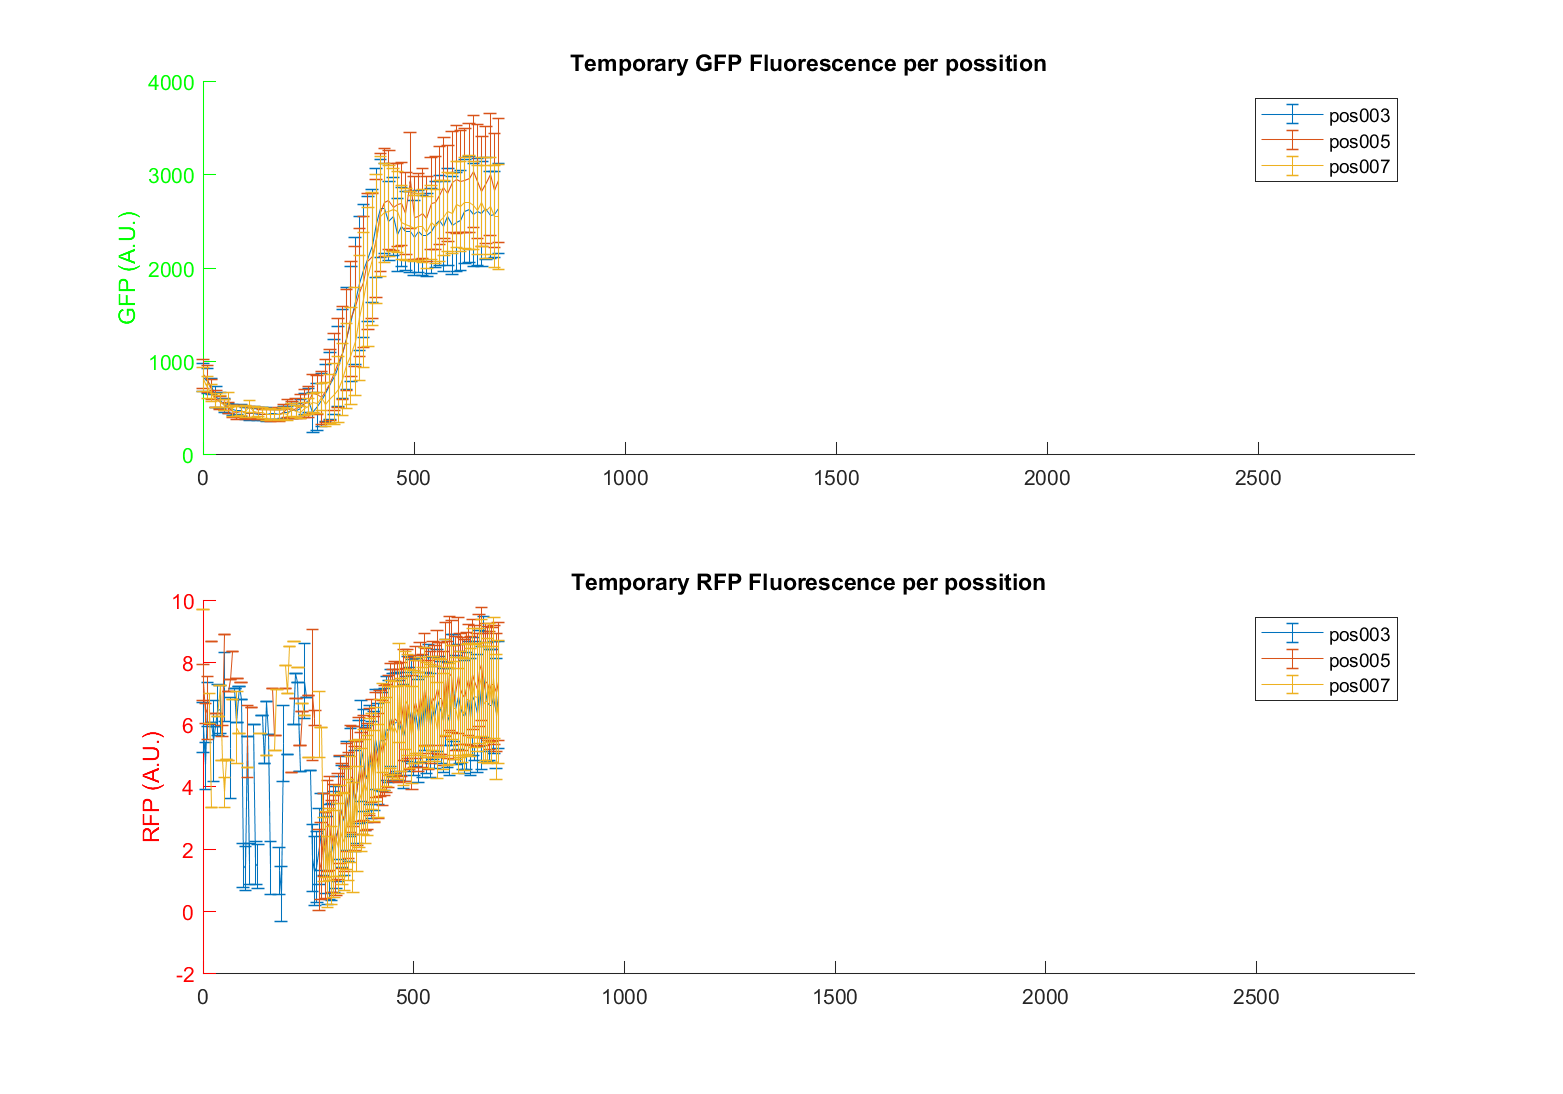 Temporary GFP Fluorescence per possition
4000
3000
2000
1000
0
GFP (A.U.)
pos003
pos005
pos007
0 500 1000 1500 2000 2500
Temporary RFP Fluorescence per possition
10
8
6
4
2
0
-2
RFP (A.U.)
pos003
pos005
pos007
0 500 1000 1500 2000 2500